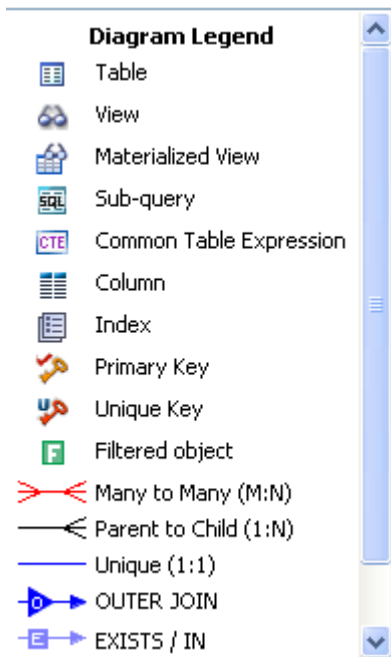 Diagram Legend
Table
View
Materialized View
SQL Sub-query
CTE Common Table Expression
Column
Index
Primary Key
U Unique Key
F Filtered object
Many to Many (M:N)
Parent to Child (1:N)
Unique (1:1)
O OUTER JOIN
E EXISTS / IN